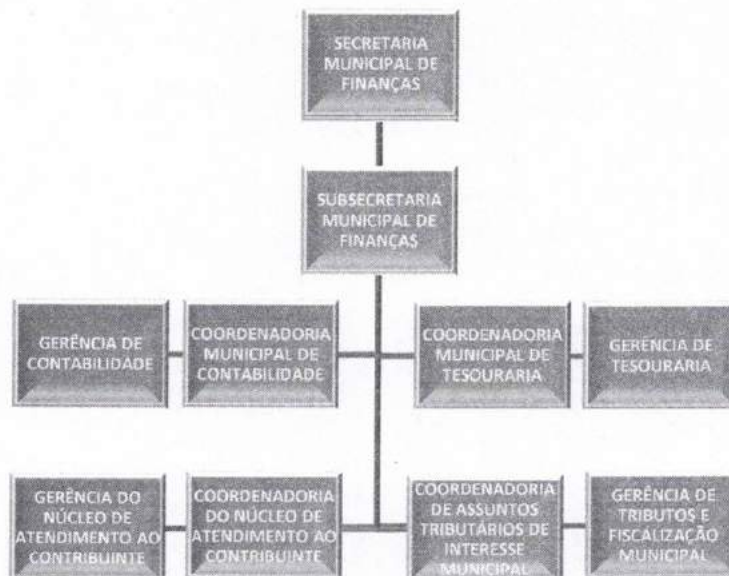 SECRETARIA
MUNICIPAL DE
FINANÇAS
SUBSECRETARIA
MUNICIPAL DE
FINANÇAS
GERÊNCIA DE
CONTABILIDADE
COORDENADORIA
MUNICIPAL DE
CONTABILIDADE
COORDENADORIA
MUNICIPAL DE
TESOURARIA
GERÊNCIA DE
TESOURARIA
GERÊNCIA DO
NÚCLEO DE
ATENDIMENTO AO
CONTRIBUINTE
COORDENADORIA
DO NÚCLEO DE
ATENDIMENTO AO
CONTRIBUINTE
COORDENADORIA
DE ASSUNTOS
TRIBUTÁRIOS DE
INTERESSE
MUNICIPAL
GERÊNCIA DE
TRIBUTOS E
FISCALIZAÇÃO
MUNICIPAL